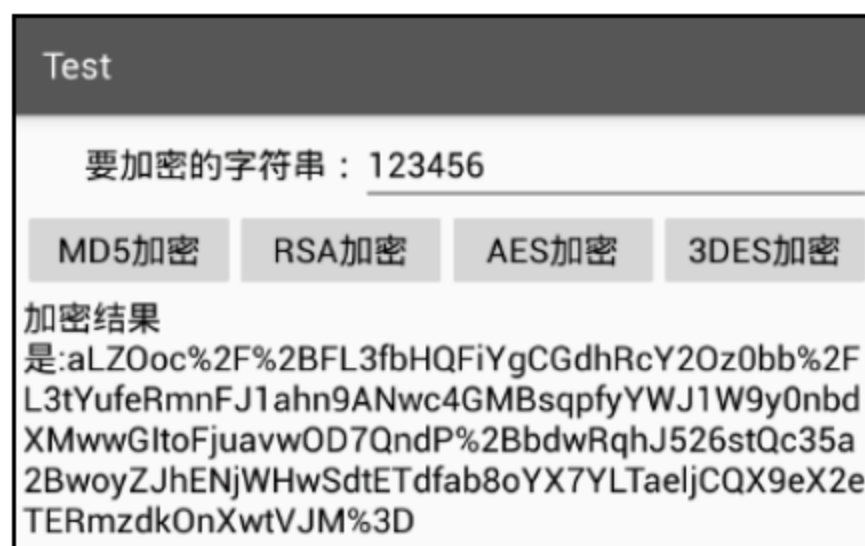 Test
要加密的字符串：123456
MD5加密 RSA加密 AES加密 3DES加密
加密结果
是:aLZOoc%2F%2BFL3fbHQFiYgCGdhRcY2Oz0bb%2F
L3tYufeRmnFJ1ahn9ANwc4GMBsqpfyYWJ1W9y0nbd
XMwwGItoFjuavwOD7QndP%2BbdwRqhJ526stQc35a
2BwoyZJhENjWHwSdtETdfab8oYX7YLTaeljCQX9eX2e
TERmzdkOnXwtVJM%3D